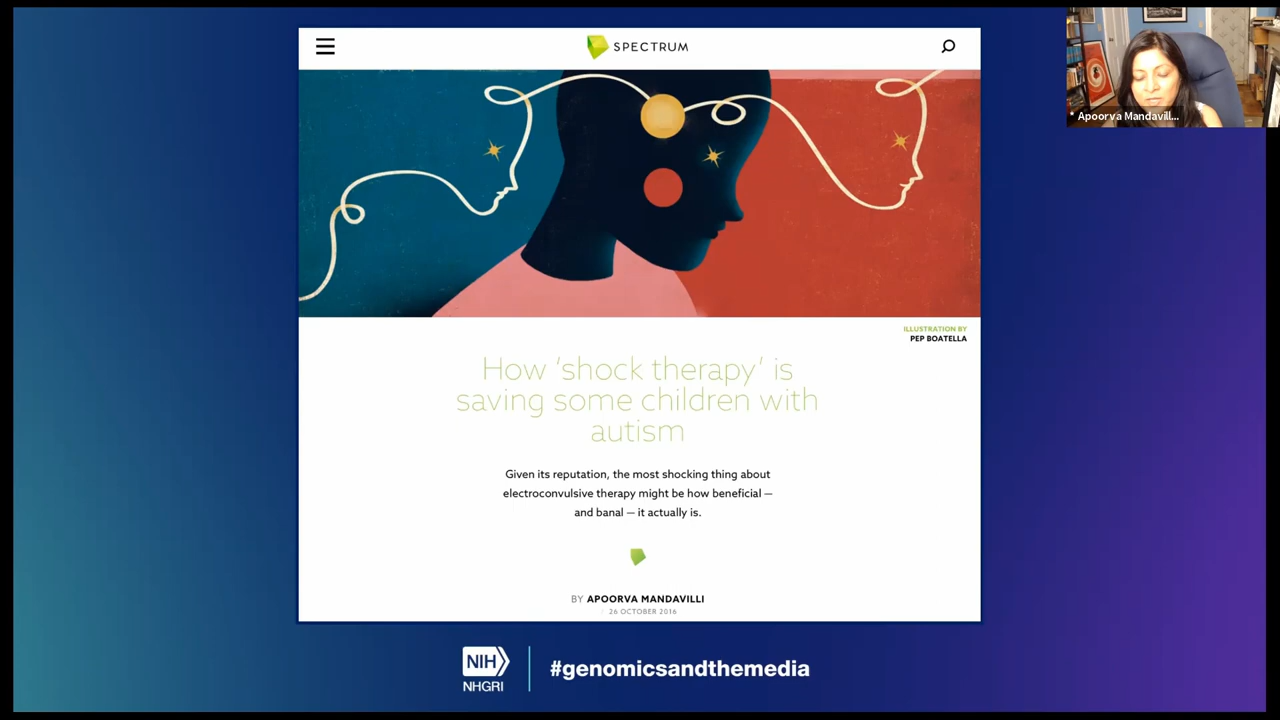 SPECTRUM
Apoorva Mandavill...
ILLUSTRATION BY
PEP BOATELLA
How ‘shock therapy’ is
saving some children with
autism
Given its reputation, the most shocking thing about
electroconvulsive therapy might be how beneficial —
and banal — it actually is.
BY APOORVA MANDAVILLI
26 OCTOBER 2016
NIH
NHGRI
#genomicsandthemedia